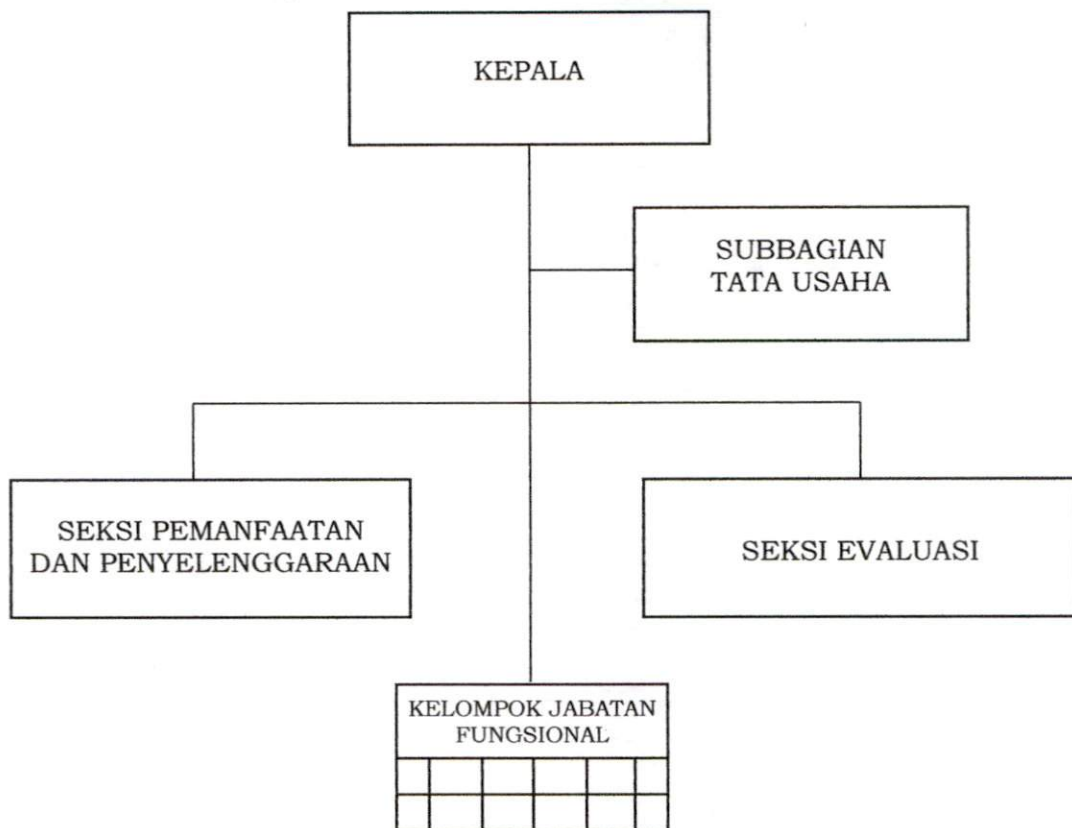 KEPALA
SUBBAGIAN
TATA USAHA
SEKSI PEMANFAATAN
DAN PENYELENGGARAAN
SEKSI EVALUASI
KELOMPOK JABATAN
FUNGSIONAL